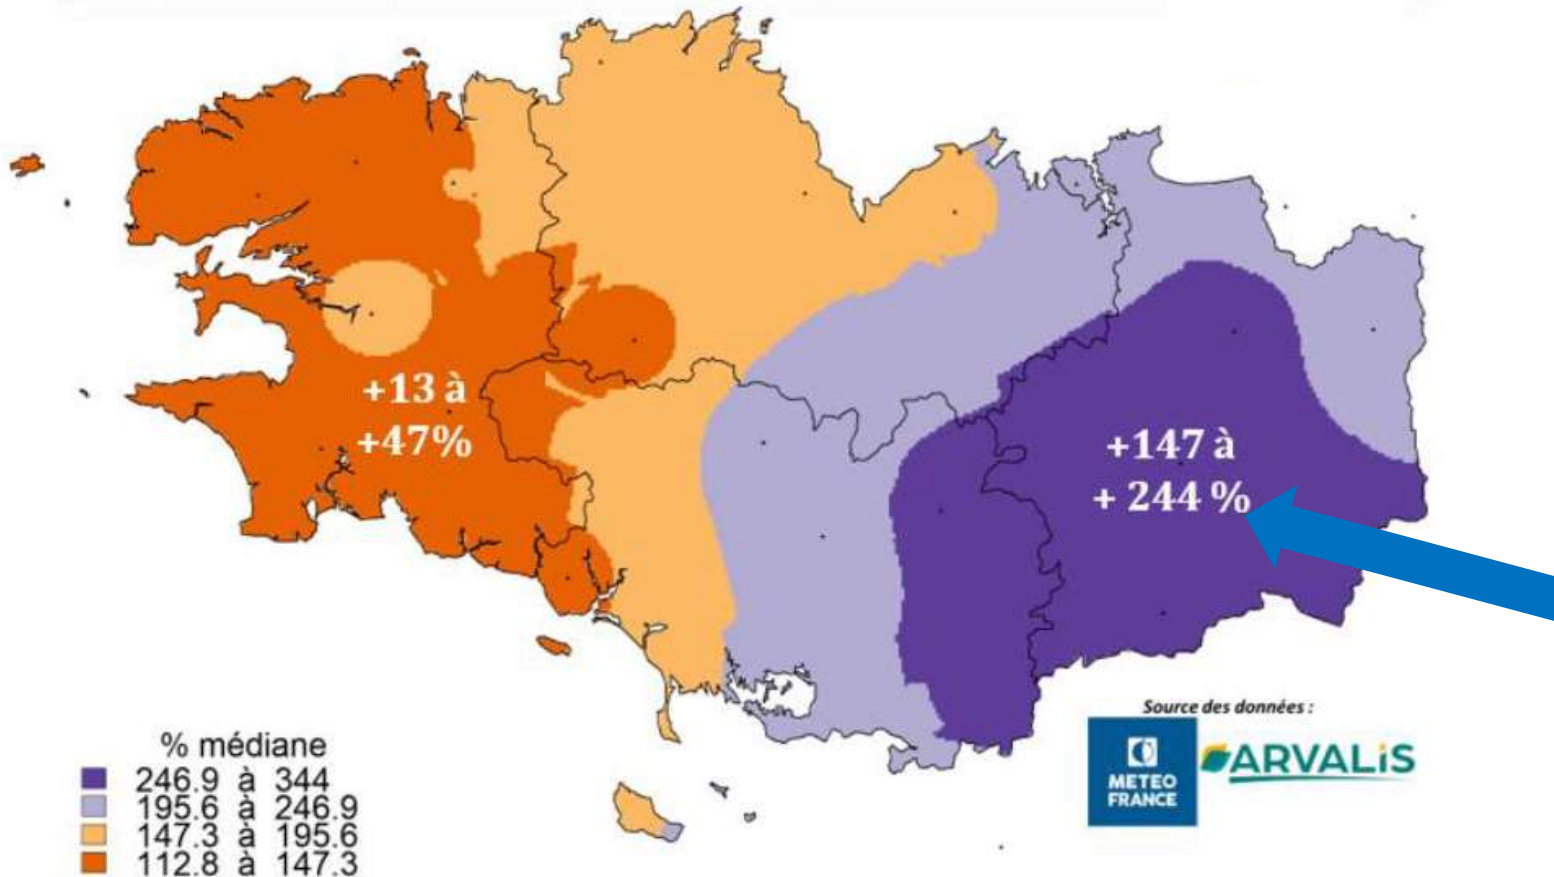 +13 à
+47%
+147 à
+ 244 %
Source des données :
METEO
FRANCE
ARVALIS
% médiane
246.9 à 344
195.6 à 246.9
147.3 à 195.6
112.8 à 147.3